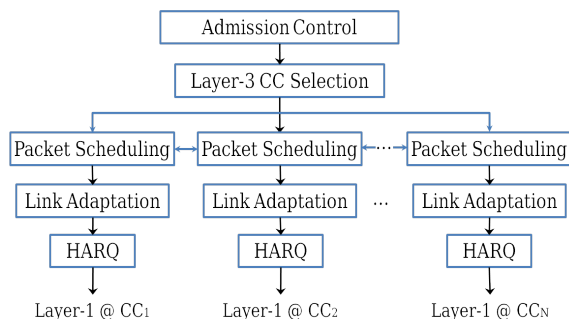 Admission Control
Layer-3 CC Selection
Packet Scheduling Packet Scheduling ... Packet Scheduling
Link Adaptation Link Adaptation ... Link Adaptation
HARQ HARQ HARQ
Layer-1 @ CC1 Layer-1 @ CC2 Layer-1 @ CCN